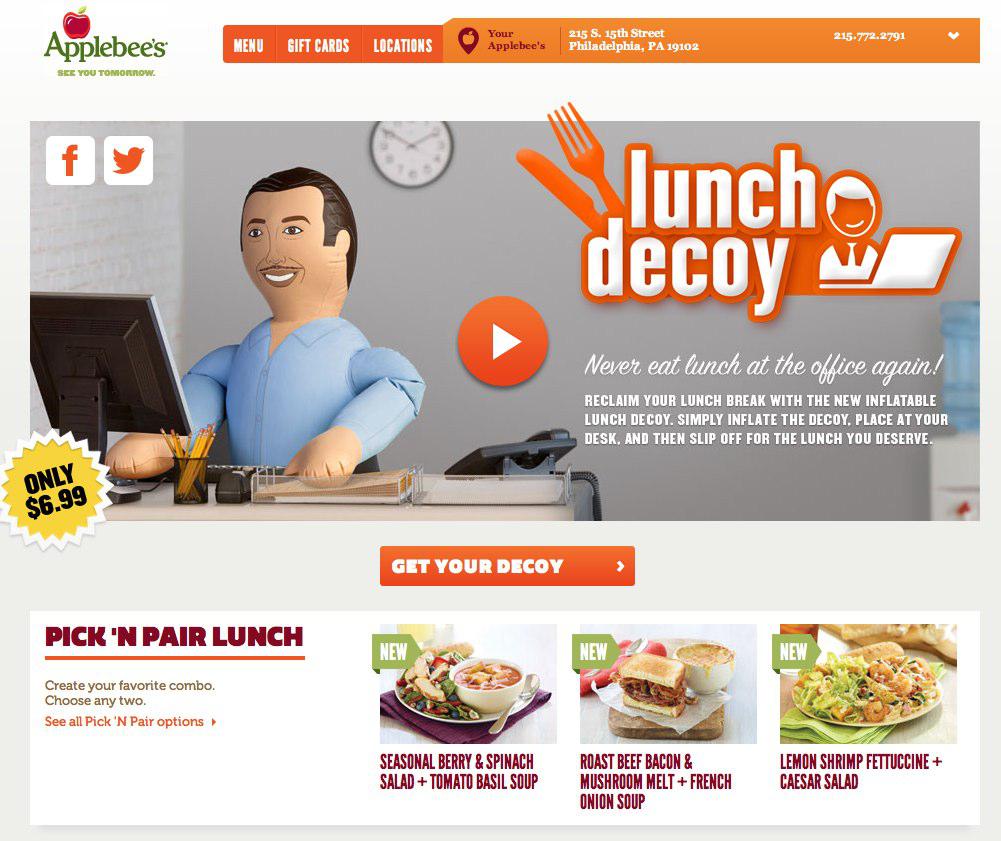 Applebee's
SEE YOU TOMORROW.
MENU
GIFT CARDS
LOCATIONS
Your
Applebee's
215 S. 15th Street
Philadelphia, PA 19102
215.772.2791
f
lunch
decoy
Never eat lunch at the office again!
RECLAIM YOUR LUNCH BREAK WITH THE NEW INFLATABLE
LUNCH DECOY. SIMPLY INFLATE THE DECOY, PLACE AT YOUR
DESK, AND THEN SLIP OFF FOR THE LUNCH YOU DESERVE.
ONLY
$6.99
GET YOUR DECOY
PICK 'N PAIR LUNCH
Create your favorite combo.
Choose any two.
See all Pick 'N Pair options
NEW
SEASONAL BERRY & SPINACH
SALAD + TOMATO BASIL SOUP
NEW
ROAST BEEF BACON &
MUSHROOM MELT + FRENCH
ONION SOUP
NEW
LEMON SHRIMP FETTUCCINE +
CAESAR SALAD